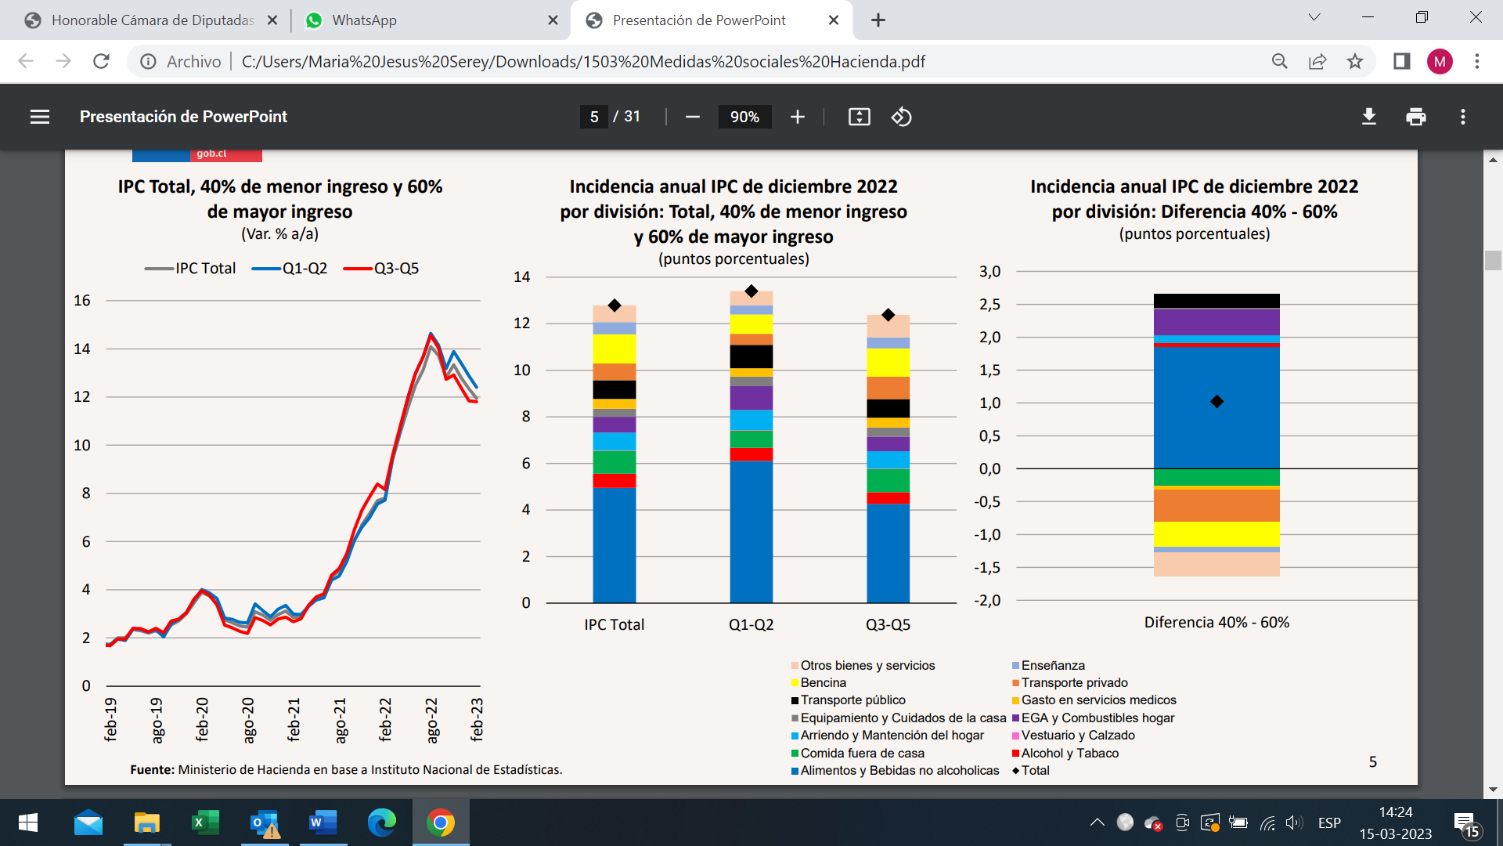 Honorable Cámara de Diputadas
WhatsApp
Presentación de PowerPoint
Archivo
C:/Users/Maria%20Jesus%20Serey/Downloads/1503%20Medidas%20sociales%20Hacienda.pdf
M
Presentación de PowerPoint
5 / 31
90%
gob.cl
IPC Total, 40% de menor ingreso y 60%
de mayor ingreso
(Var. % a/a)
IPC Total
Q1-Q2
Q3-Q5
16
14
12
10
8
6
4
2
0
feb-19
ago-19
feb-20
ago-20
feb-21
ago-21
feb-22
ago-22
feb-23
Fuente: Ministerio de Hacienda en base a Instituto Nacional de Estadísticas.
Incidencia anual IPC de diciembre 2022
por división: Total, 40% de menor ingreso
y 60% de mayor ingreso
(puntos porcentuales)
14
12
10
8
6
4
2
0
IPC Total
Q1-Q2
Q3-Q5
Incidencia anual IPC de diciembre 2022
por división: Diferencia 40% - 60%
(puntos porcentuales)
3,0
2,5
2,0
1,5
1,0
0,5
0,0
-0,5
-1,0
-1,5
-2,0
Diferencia 40% - 60%
Otros bienes y servicios
Enseñanza
Bencina
Transporte privado
Transporte público
Gasto en servicios medicos
Equipamiento y Cuidados de la casa
EGA y Combustibles hogar
Arriendo y Mantención del hogar
Vestuario y Calzado
Comida fuera de casa
Alcohol y Tabaco
Alimentos y Bebidas no alcoholicas
Total
5
ESP
14:24
15-03-2023
15